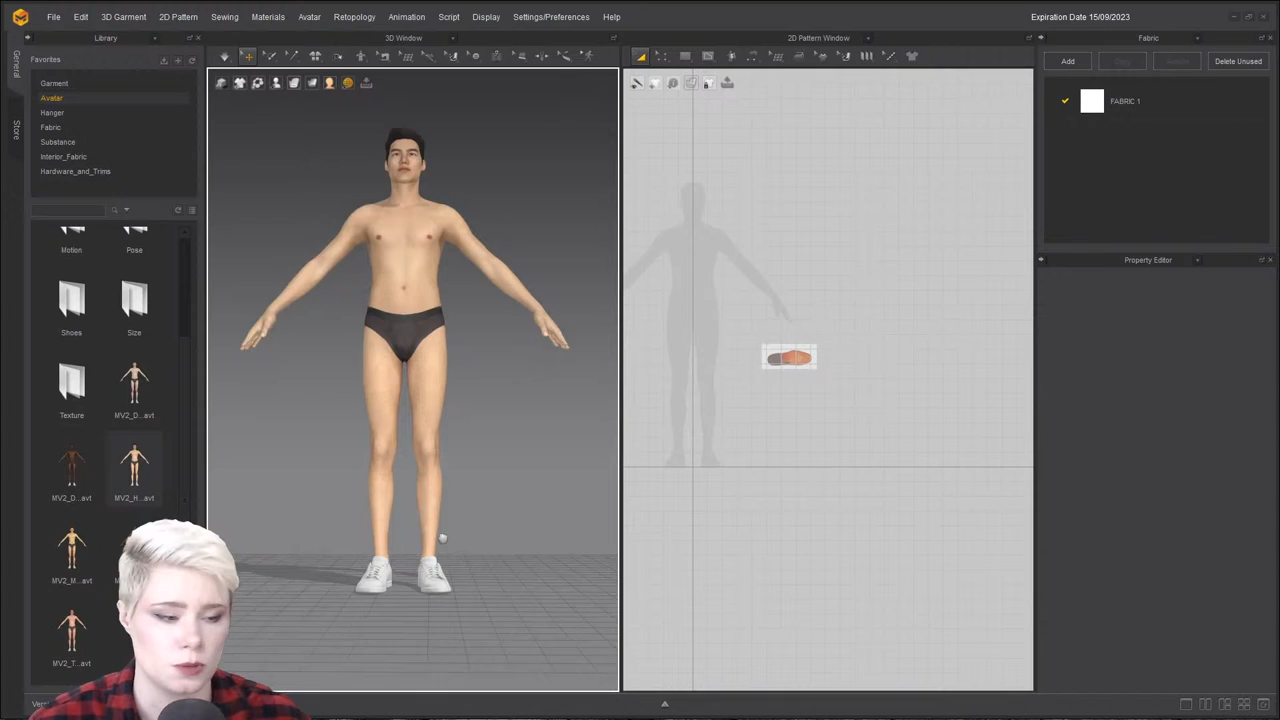 File Edit 3D Garment 2D Pattern Sewing Materials Avatar Retopology Animation Script Display Settings/Preferences Help
Expiration Date 15/09/2023
Library
3D Window
2D Pattern Window
Fabric
General
Store
Favorites
Garment
Avatar
Hanger
Fabric
Substance
Interior_Fabric
Hardware_and_Trims
Add
Delete Unused
FABRIC 1
Property Editor
Motion
Pose
Shoes
Size
Texture
MV2_D...avt
MV2_D...avt
MV2_H...avt
MV2_M...avt
MV2_T...avt